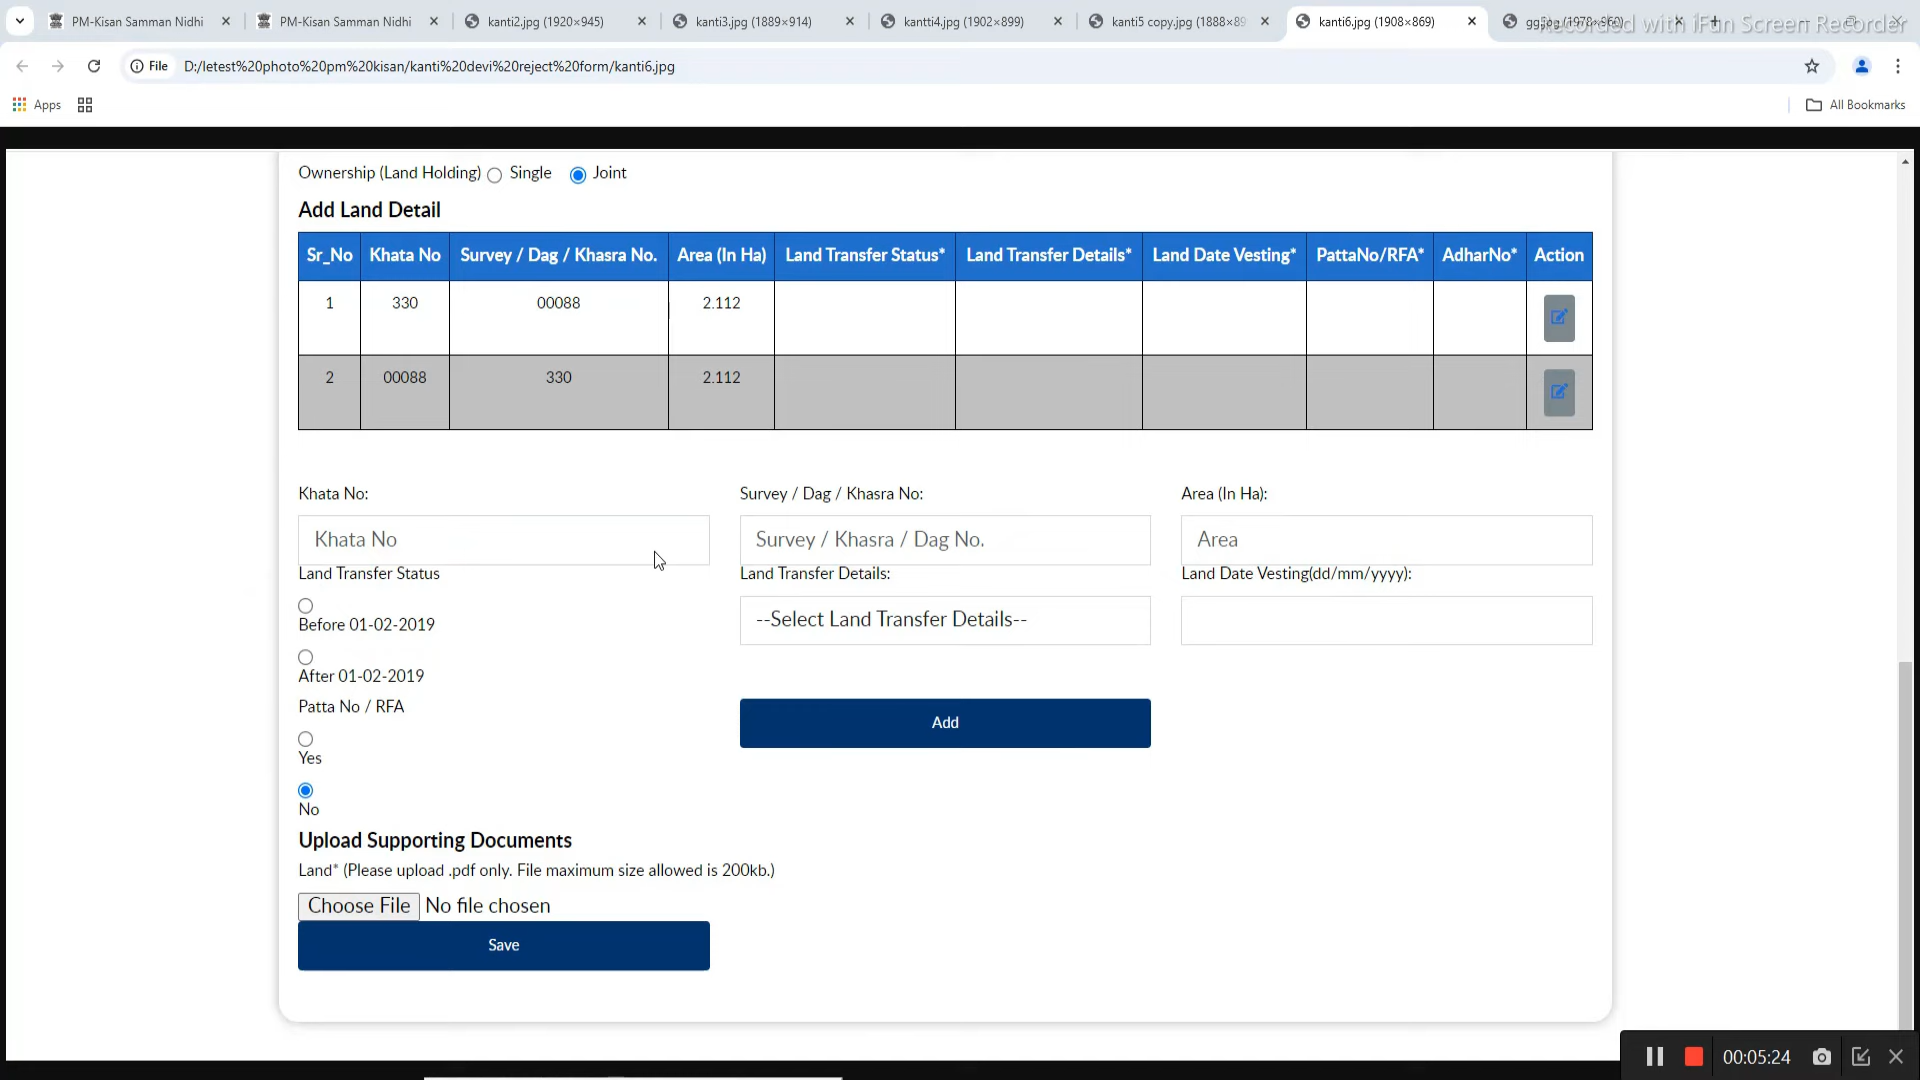 PM-Kisan Samman Nidhi
PM-Kisan Samman Nidhi
kanti2.jpg (1920×945)
kanti3.jpg (1889×914)
kantti4.jpg (1902×899)
kanti5 copy.jpg (1888×89
kanti6.jpg (1908×869)
Recorded with iFun Screen Recorder
File
D:/letest%20photo%20pm%20kisan/kanti%20devi%20reject%20form/kanti6.jpg
Apps
All Bookmarks
Ownership (Land Holding) Single Joint
Add Land Detail
Sr_No Khata No Survey / Dag / Khasra No. Area (In Ha) Land Transfer Status* Land Transfer Details* Land Date Vesting* PattaNo/RFA* AdharNo* Action
1 330 00088 2.112
2 00088 330 2.112
Khata No: Survey / Dag / Khasra No: Area (In Ha):
Khata No Survey / Khasra / Dag No. Area
Land Transfer Status Land Transfer Details: Land Date Vesting(dd/mm/yyyy):
--Select Land Transfer Details--
Before 01-02-2019
After 01-02-2019
Patta No / RFA
Add
Yes
No
Upload Supporting Documents
Land* (Please upload .pdf only. File maximum size allowed is 200kb.)
Choose File No file chosen
Save
00:05:24